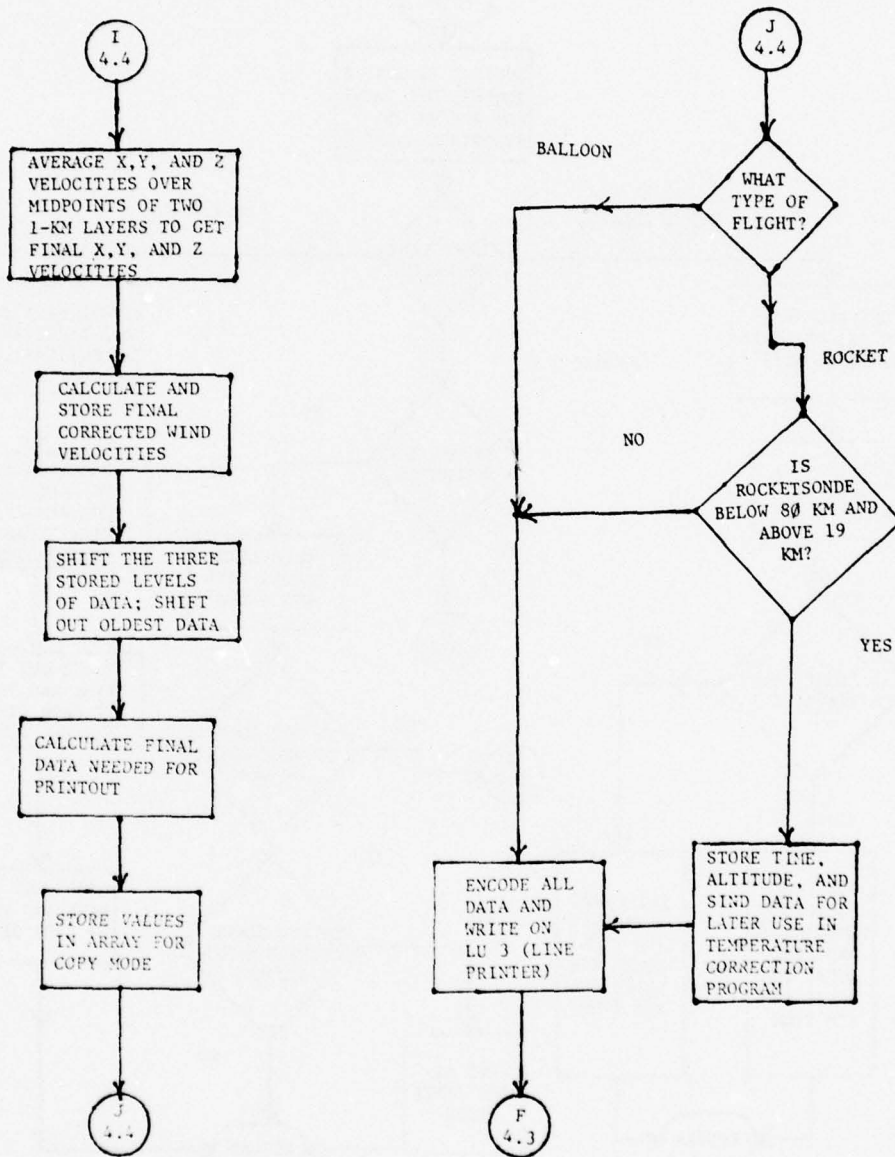 I
4.4
AVERAGE X,Y, AND Z
VELOCITIES OVER
MIDPOINTS OF TWO
1-KM LAYERS TO GET
FINAL X,Y, AND Z
VELOCITIES
CALCULATE AND
STORE FINAL
CORRECTED WIND
VELOCITIES
SHIFT THE THREE
STORED LEVELS
OF DATA; SHIFT
OUT OLDEST DATA
CALCULATE FINAL
DATA NEEDED FOR
PRINTOUT
STORE VALUES
IN ARRAY FOR
COPY MODE
J
4.4
J
4.4
WHAT
TYPE OF
FLIGHT?
BALLOON
ROCKET
IS
ROCKETSONDE
BELOW 8Ø KM AND
ABOVE 19
KM?
NO
YES
STORE TIME,
ALTITUDE, AND
SIND DATA FOR
LATER USE IN
TEMPERATURE
CORRECTION
PROGRAM
ENCODE ALL
DATA AND
WRITE ON
LU 3 (LINE
PRINTER)
F
4.3